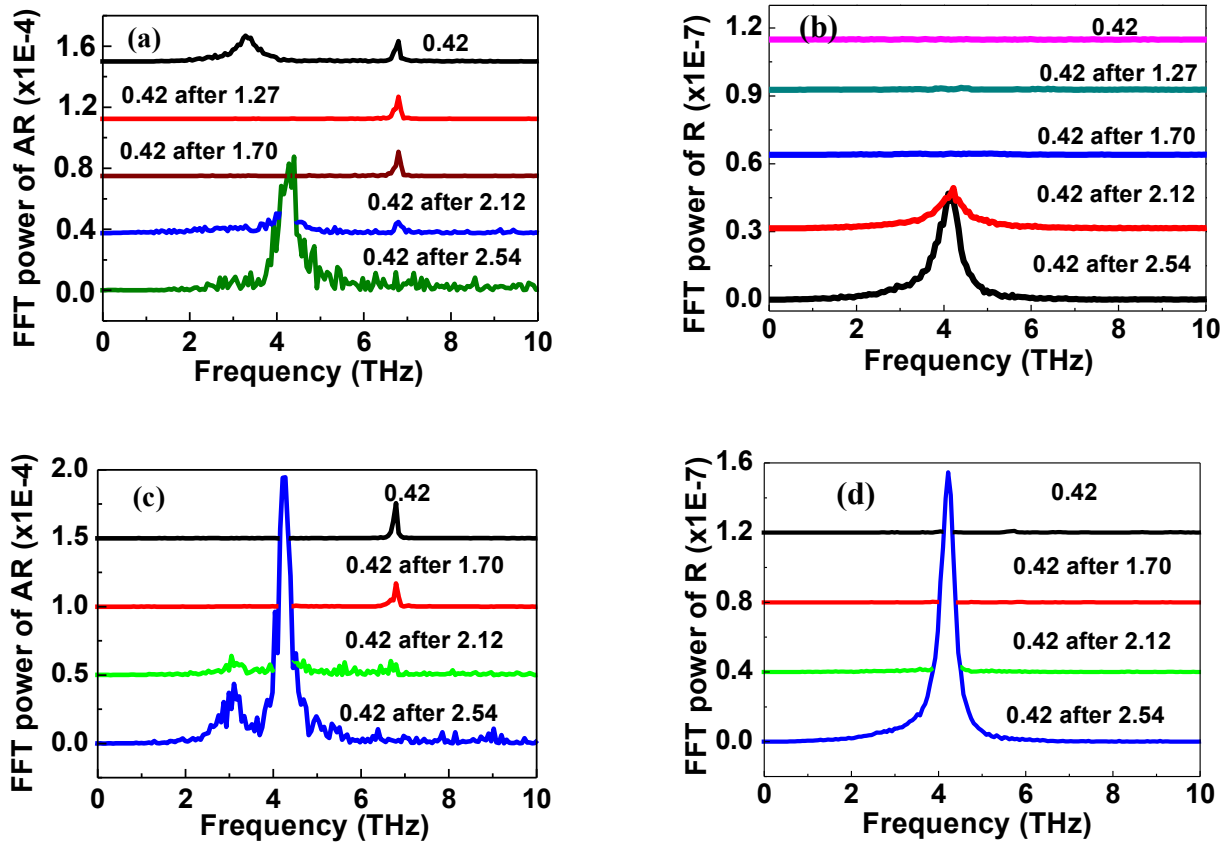 (a)
FFT power of AR (x1E-4)
1.6
1.2
0.8
0.4
0.0
0.42
0.42 after 1.27
0.42 after 1.70
0.42 after 2.12
0.42 after 2.54
0 2 4 6 8 10
Frequency (THz)
(b)
FFT power of R (x1E-7)
1.2
0.9
0.6
0.3
0.0
0.42
0.42 after 1.27
0.42 after 1.70
0.42 after 2.12
0.42 after 2.54
0 2 4 6 8 10
Frequency (THz)
(c)
FFT power of AR (x1E-4)
2.0
1.5
1.0
0.5
0.0
0.42
0.42 after 1.70
0.42 after 2.12
0.42 after 2.54
0 2 4 6 8 10
Frequency (THz)
(d)
FFT power of R (x1E-7)
1.6
1.2
0.8
0.4
0.0
0.42
0.42 after 1.70
0.42 after 2.12
0.42 after 2.54
0 2 4 6 8 10
Frequency (THz)